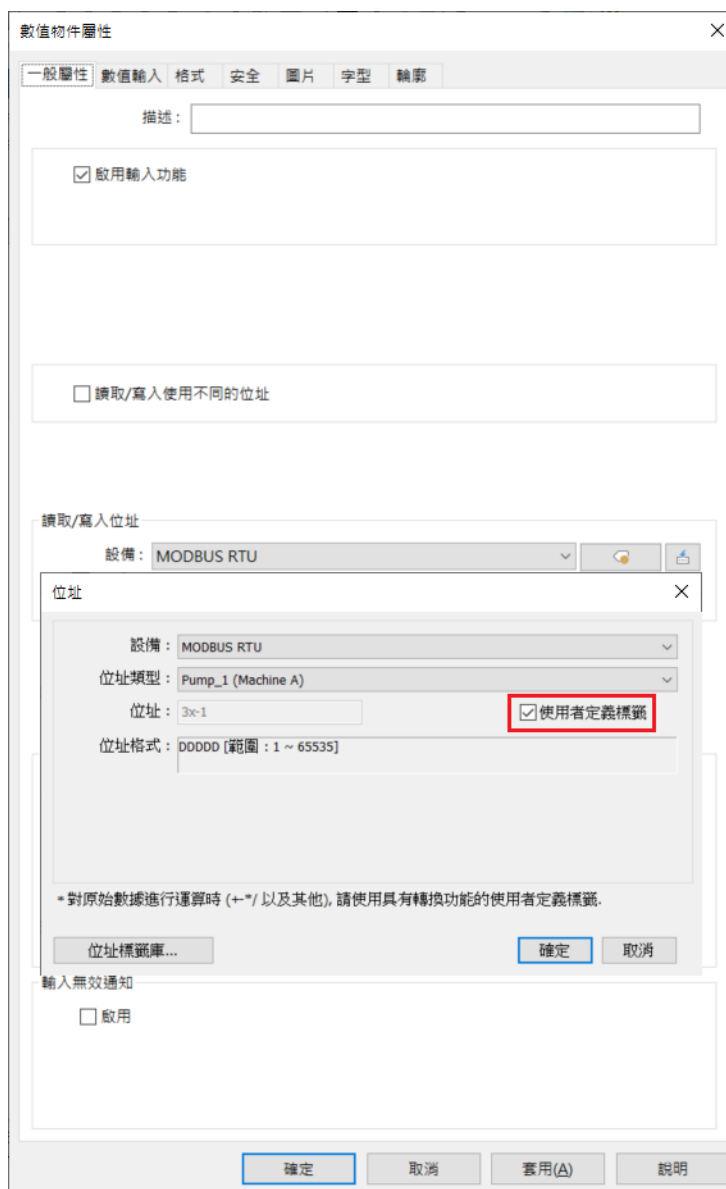 數值物件屬性
一般屬性 數值輸入 格式 安全 圖片 字型 輪廓
描述：
啟用輸入功能
讀取/寫入使用不同的位址
讀取/寫入位址
設備： MODBUS RTU
位址
設備： MODBUS RTU
位址類型： Pump_1 (Machine A)
位址： 3x-1 使用者定義標籤
位址格式： DDDDD [範圍：1 ~ 65535]
*對原始數據進行運算時 (+-*/ 以及其他), 請使用具有轉換功能的使用者定義標籤.
位址標籤庫... 確定 取消
輸入無效通知
啟用
確定 取消 套用(A) 說明